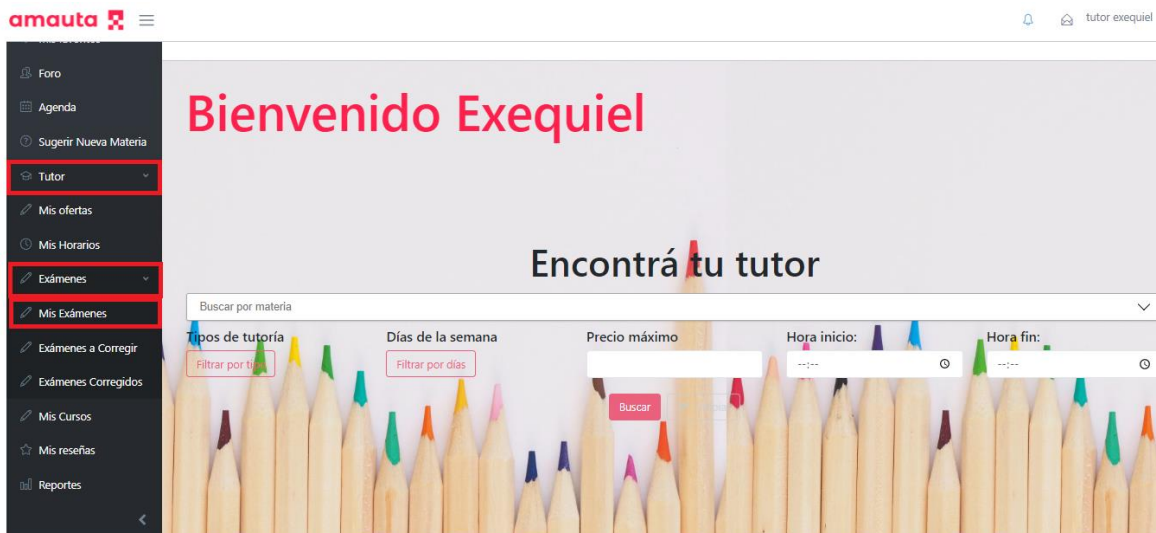 amauta
tutor exequiel
Foro
Agenda
Sugerir Nueva Materia
Tutor
Mis ofertas
Mis Horarios
Exámenes
Mis Exámenes
Exámenes a Corregir
Exámenes Corregidos
Mis Cursos
Mis reseñas
Reportes
Bienvenido Exequiel
Encontrá tu tutor
Buscar por materia
Tipos de tutoría Días de la semana Precio máximo Hora inicio: Hora fin:
Filtrar por tipo Filtrar por días --:-- --:--
Buscar